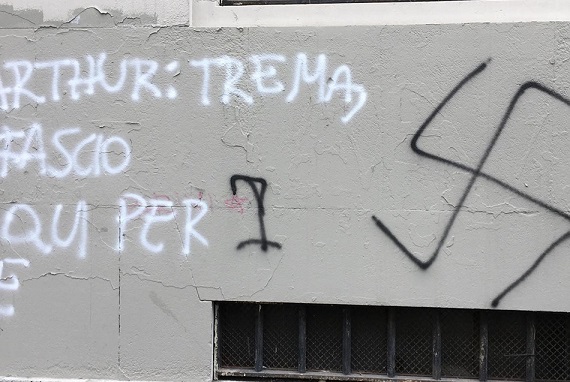 ARTHUR: TREMA,
FASCIO
QUI PER
E